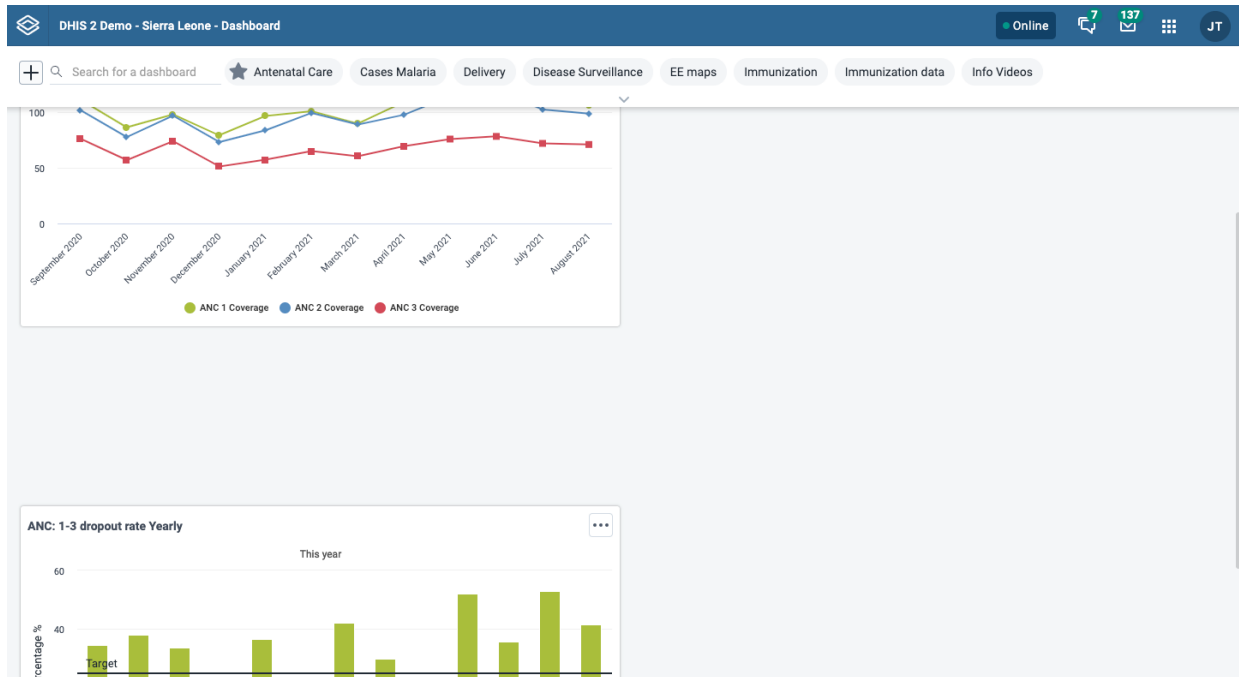 DHIS 2 Demo - Sierra Leone - Dashboard
Online
7
137
JT
Search for a dashboard
Antenatal Care
Cases Malaria
Delivery
Disease Surveillance
EE maps
Immunization
Immunization data
Info Videos
100
50
0
September 2020
October 2020
November 2020
December 2020
January 2021
February 2021
March 2021
April 2021
May 2021
June 2021
July 2021
August 2021
ANC 1 Coverage
ANC 2 Coverage
ANC 3 Coverage
ANC: 1-3 dropout rate Yearly
This year
60
40
Target